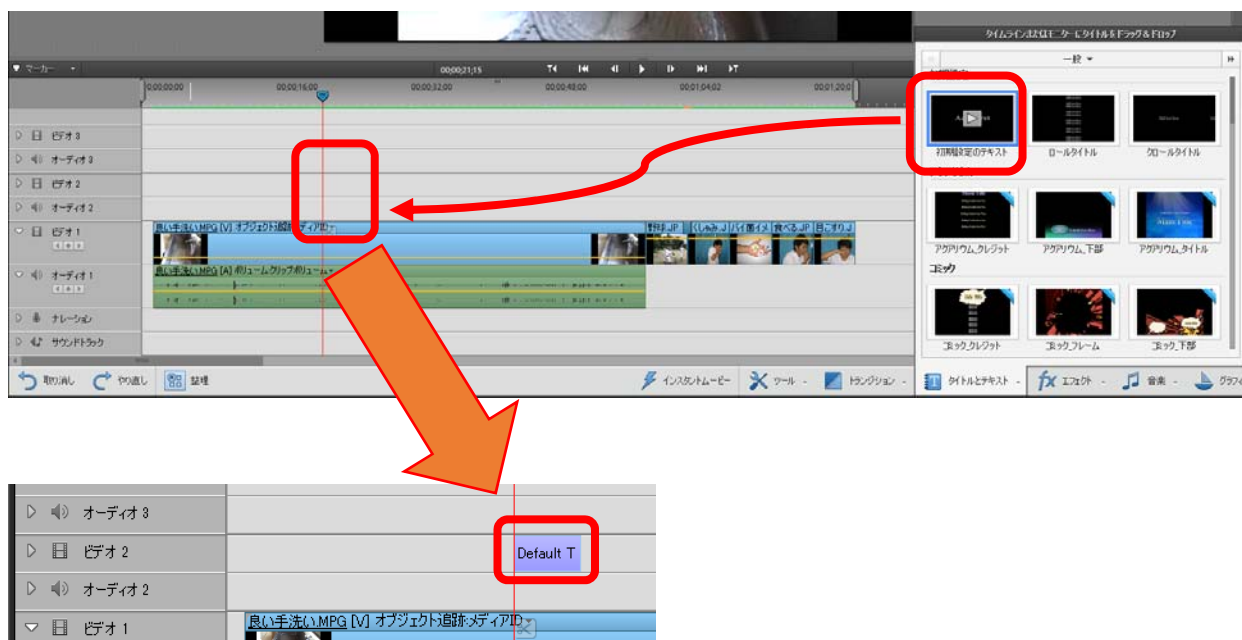 タイムラインまたはモニターにタイトルをドラッグ&ドロップ
一般
マーカー
00;00;21;15
00;00;00;00
00;00;16;00
00;00;32;00
00;00;48;00
00;01;04;02
00;01;20;0
ビデオ 3
オーディオ 3
ビデオ 2
オーディオ 2
ビデオ 1
良い手洗い.MPG [V] オブジェクト追跡:メディアID
オーディオ 1
良い手洗い.MPG [A] ボリューム:クリップボリューム
ナレーション
サウンドトラック
初期設定のテキスト
ロールタイトル
クロールタイトル
アクアリウム_クレジット
アクアリウム_下部
アクアリウム_タイトル
コミック
コミック_クレジット
コミック_フレーム
コミック_下部
取り消し
やり直し
整理
インスタントムービー
ツール
トランジション
タイトルとテキスト
fx エフェクト
音楽
オーディオ 3
ビデオ 2
Default T
オーディオ 2
ビデオ 1
良い手洗い.MPG [V] オブジェクト追跡:メディアID